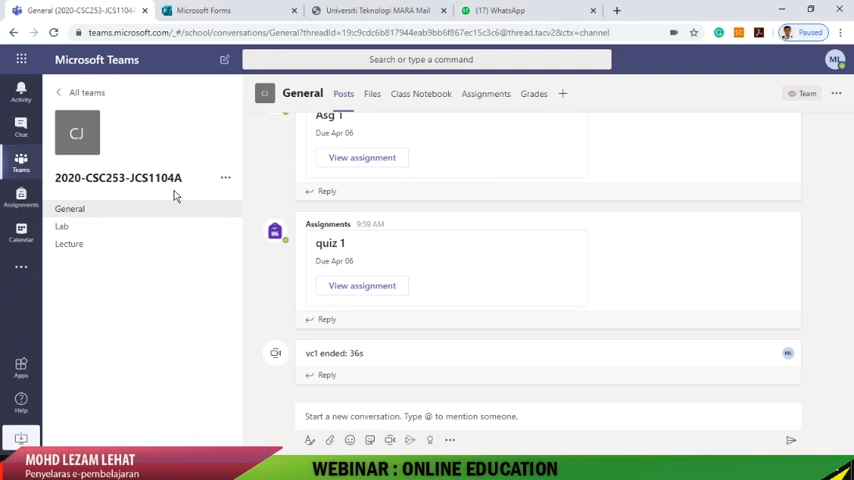 General (2020-CSC253-JCS1104A
Microsoft Forms
Universiti Teknologi MARA Mail
(17) WhatsApp
teams.microsoft.com/_#/school/conversations/General?threadId=19:c9cdc6b817944eab9bb6f867ec15c3c6@thread.tacv2&ctx=channel
Paused
Microsoft Teams
Search or type a command
ML
Activity
Chat
Teams
Assignments
Calendar
Apps
Help
All teams
CJ
2020-CSC253-JCS1104A
General
Lab
Lecture
CJ
General
Posts
Files
Class Notebook
Assignments
Grades
Team
Asg 1
Due Apr 06
View assignment
Reply
Assignments 9:59 AM
quiz 1
Due Apr 06
View assignment
Reply
vc1 ended: 36s
ML
Reply
Start a new conversation. Type @ to mention someone.
MOHD LEZAM LEHAT
Penyelaras e-pembelajaran
WEBINAR : ONLINE EDUCATION